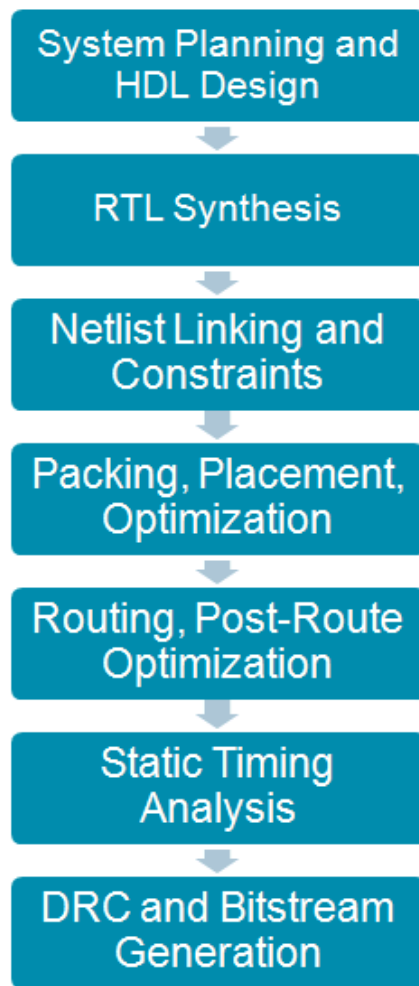 System Planning and
HDL Design
RTL Synthesis
Netlist Linking and
Constraints
Packing, Placement,
Optimization
Routing, Post-Route
Optimization
Static Timing
Analysis
DRC and Bitstream
Generation